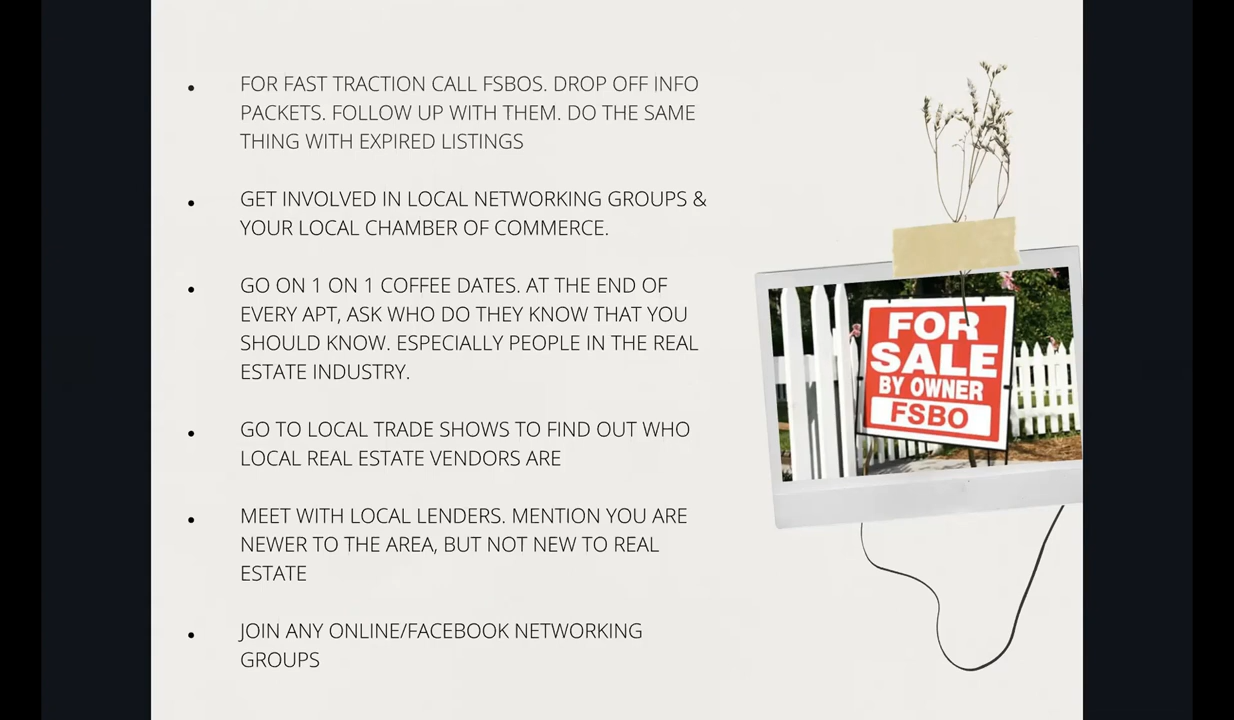 FOR FAST TRACTION CALL FSBOS. DROP OFF INFO
PACKETS. FOLLOW UP WITH THEM. DO THE SAME
THING WITH EXPIRED LISTINGS
GET INVOLVED IN LOCAL NETWORKING GROUPS &
YOUR LOCAL CHAMBER OF COMMERCE.
GO ON 1 ON 1 COFFEE DATES. AT THE END OF
EVERY APT, ASK WHO DO THEY KNOW THAT YOU
SHOULD KNOW. ESPECIALLY PEOPLE IN THE REAL
ESTATE INDUSTRY.
GO TO LOCAL TRADE SHOWS TO FIND OUT WHO
LOCAL REAL ESTATE VENDORS ARE
MEET WITH LOCAL LENDERS. MENTION YOU ARE
NEWER TO THE AREA, BUT NOT NEW TO REAL
ESTATE
JOIN ANY ONLINE/FACEBOOK NETWORKING
GROUPS
FOR
SALE
BY OWNER
FSBO